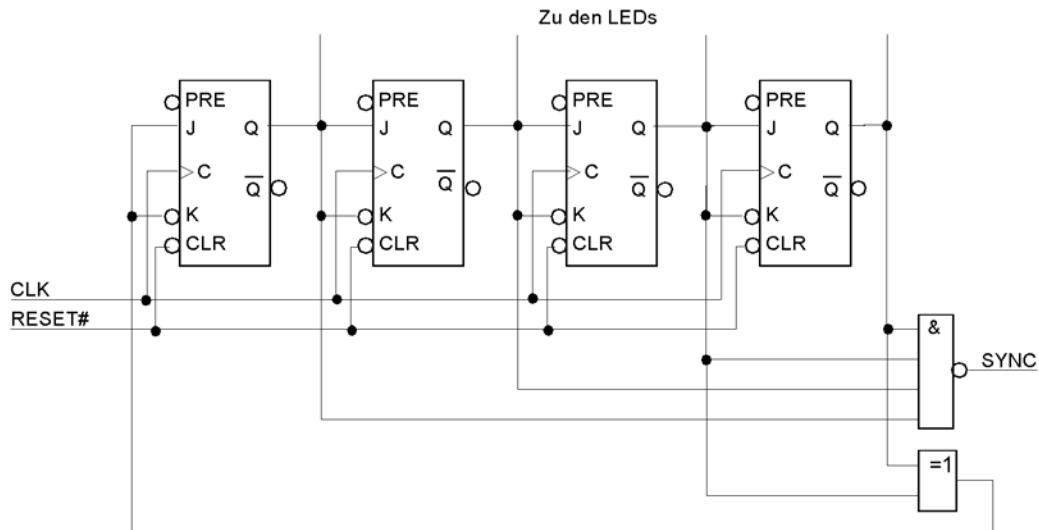 Zu den LEDs
PRE PRE PRE PRE
J Q J Q J Q J Q
C C C C
Q Q Q Q
K K K K
CLR CLR CLR CLR
CLK
RESET#
&
SYNC
=1